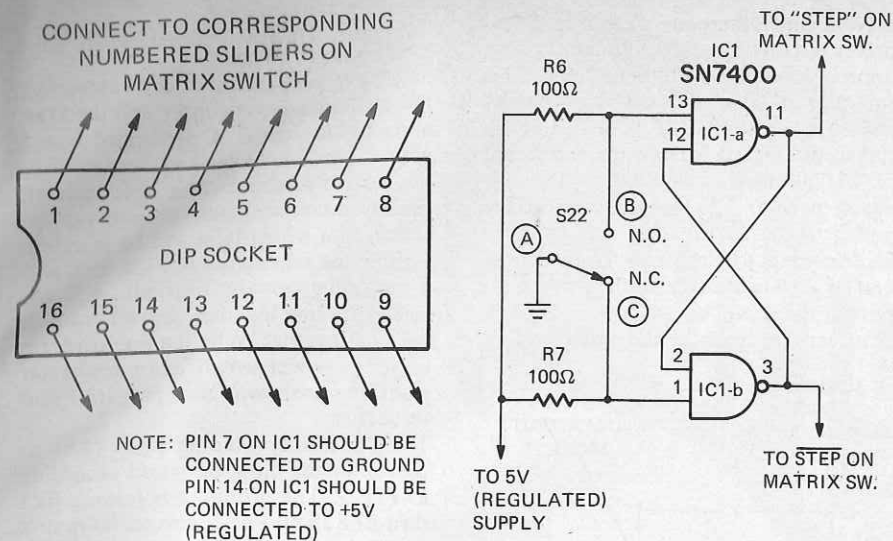 CONNECT TO CORRESPONDING
NUMBERED SLIDERS ON
MATRIX SWITCH
1 2 3 4 5 6 7 8
DIP SOCKET
16 15 14 13 12 11 10 9
NOTE: PIN 7 ON IC1 SHOULD BE
CONNECTED TO GROUND
PIN 14 ON IC1 SHOULD BE
CONNECTED TO +5V
(REGULATED)
TO "STEP" ON
MATRIX SW.
IC1
SN7400
R6
100Ω
13
12
IC1-a
11
S22
A
B
N.O.
N.C.
C
R7
100Ω
2
1
IC1-b
3
TO 5V
(REGULATED)
SUPPLY
TO S̅T̅E̅P̅ ON
MATRIX SW.